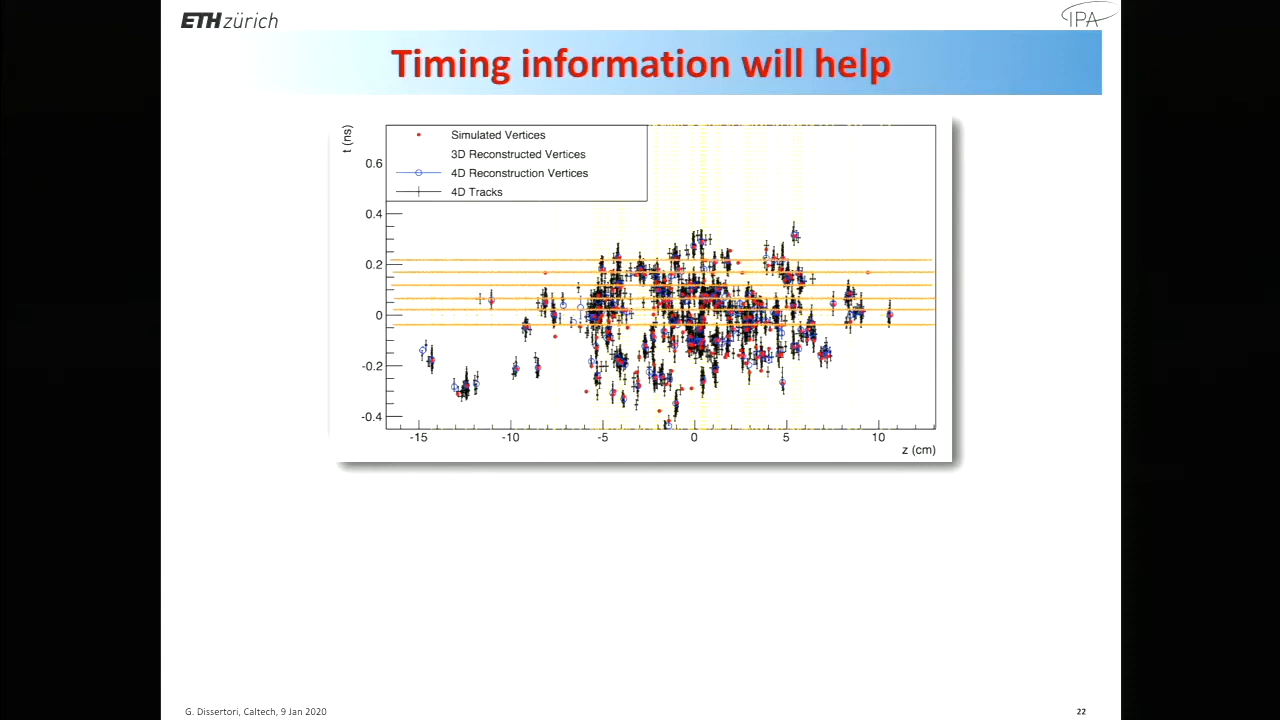 ETH zürich
IPA
Timing information will help
t (ns)
Simulated Vertices
3D Reconstructed Vertices
4D Reconstruction Vertices
4D Tracks
0.6
0.4
0.2
0
-0.2
-0.4
-15 -10 -5 0 5 10
z (cm)
G. Dissertori, Caltech, 9 Jan 2020
22